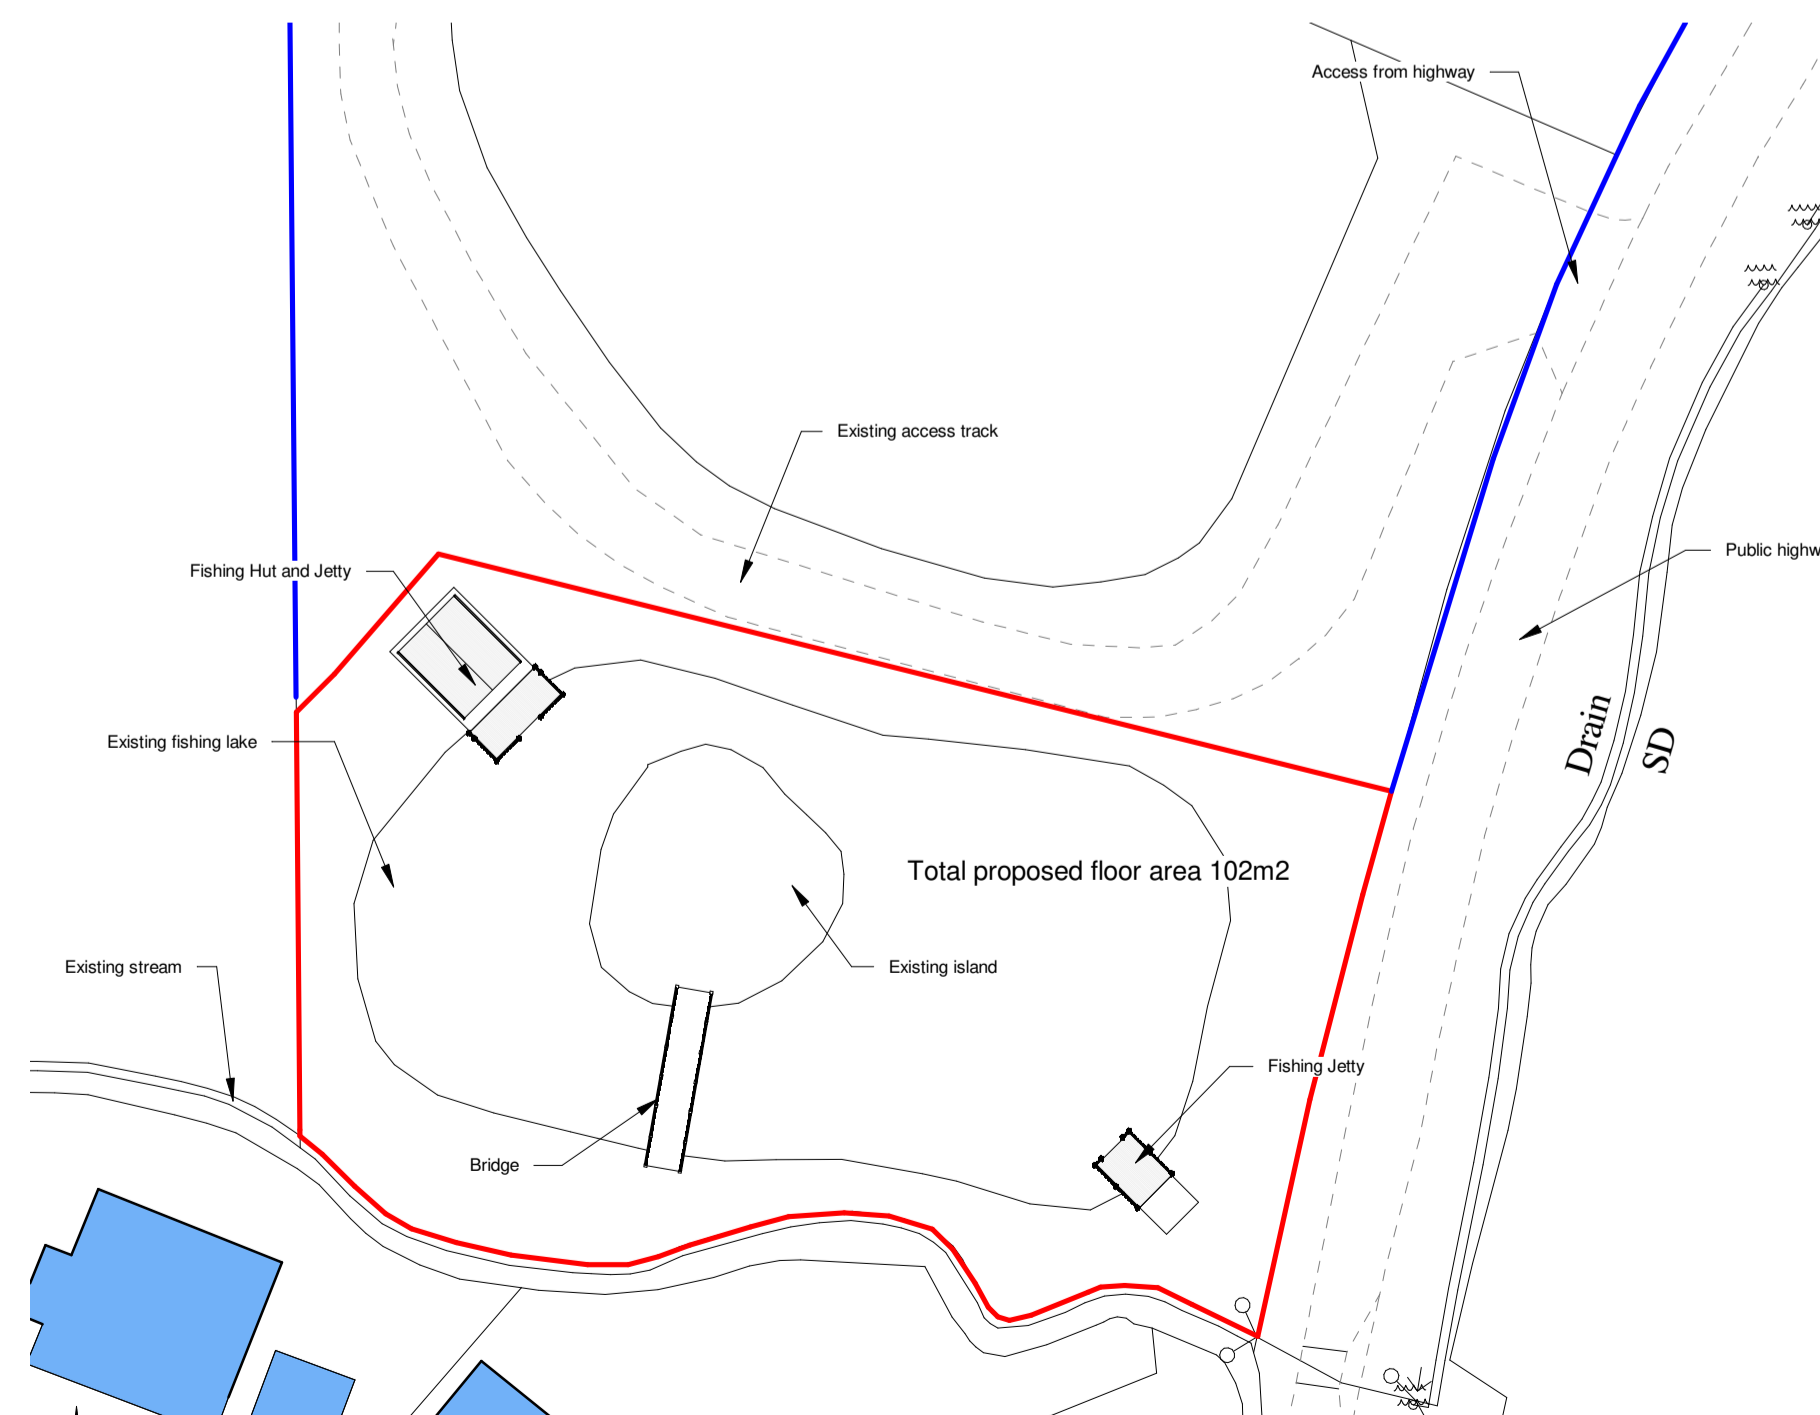 Access from highway
Existing access track
Public highw
Fishing Hut and Jetty
Existing fishing lake
Drain
SD
Total proposed floor area 102m2
Existing stream
Existing island
Fishing Jetty
Bridge